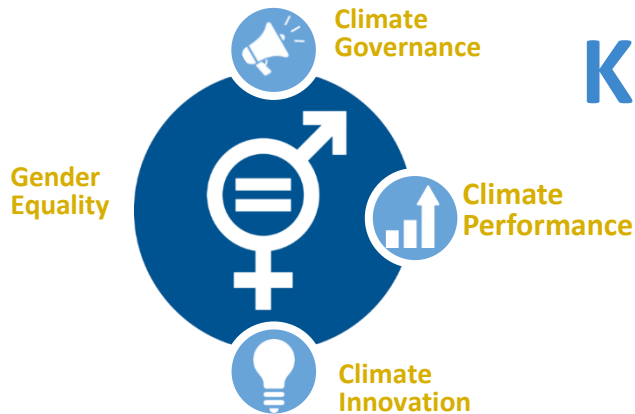 Climate
Governance
K
Gender
Equality
Climate
Performance
Climate
Innovation